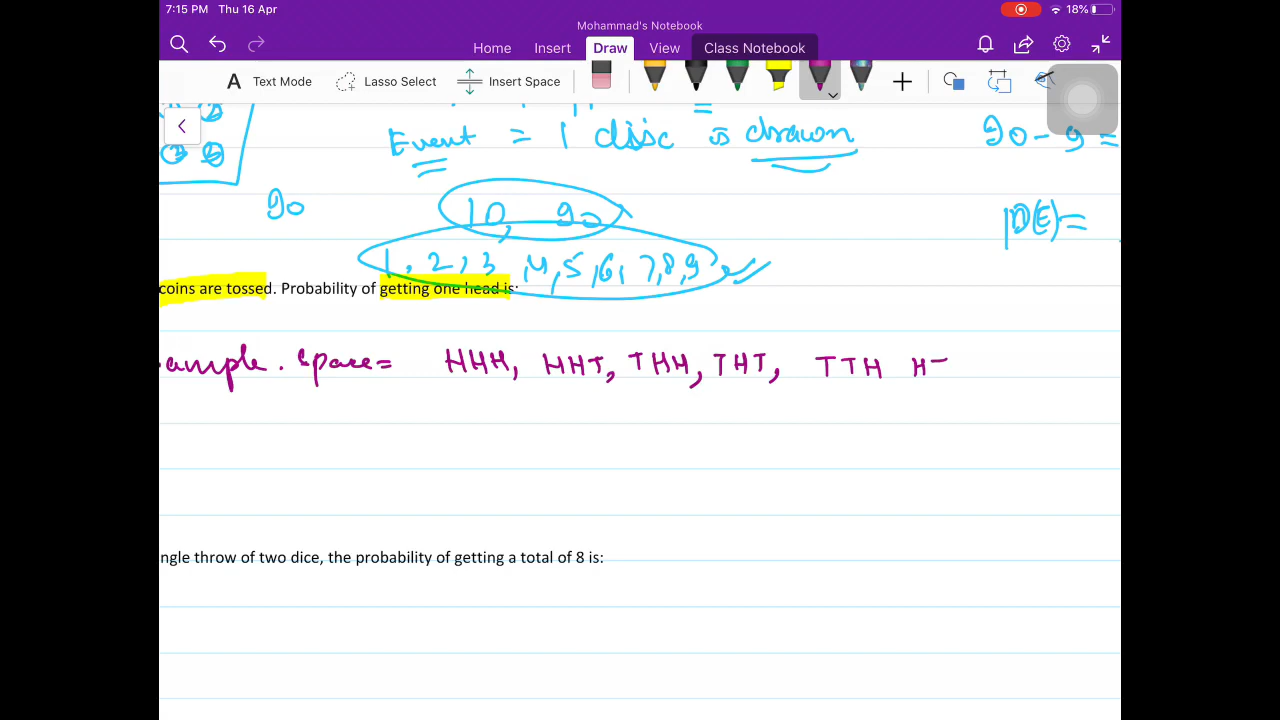 7:15 PM Thu 16 Apr
18%
Mohammad's Notebook
Home Insert Draw View Class Notebook
A Text Mode Lasso Select Insert Space
Event = 1 disc is drawn
90 - 9 =
90
10, 90
P(E) =
1, 2, 3, 4, 5, 6, 7, 8, 9
coins are tossed. Probability of getting one head is:
ample. space = HHH, HHT, THH, THT, TTH HT
ngle throw of two dice, the probability of getting a total of 8 is: